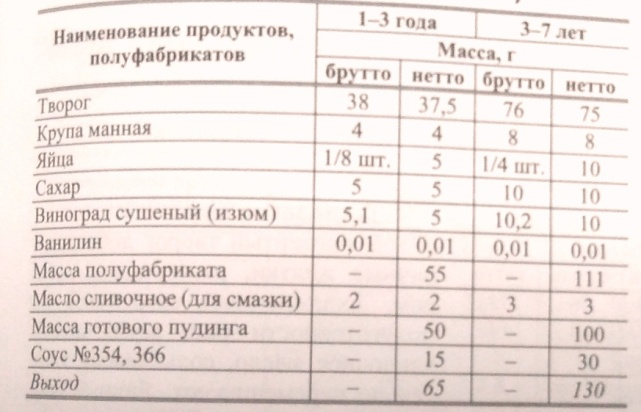 Наименование продуктов, полуфабрикатов 1–3 года 3–7 лет
Масса, г
брутто нетто брутто нетто
Творог 38 37,5 76 75
Крупа манная 4 4 8 8
Яйца 1/8 шт. 5 1/4 шт. 10
Сахар 5 5 10 10
Виноград сушеный (изюм) 5,1 5 10,2 10
Ванилин 0,01 0,01 0,01 0,01
Масса полуфабриката – 55 – 111
Масло сливочное (для смазки) 2 2 3 3
Масса готового пудинга – 50 – 100
Соус №354, 366 – 15 – 30
Выход – 65 – 130